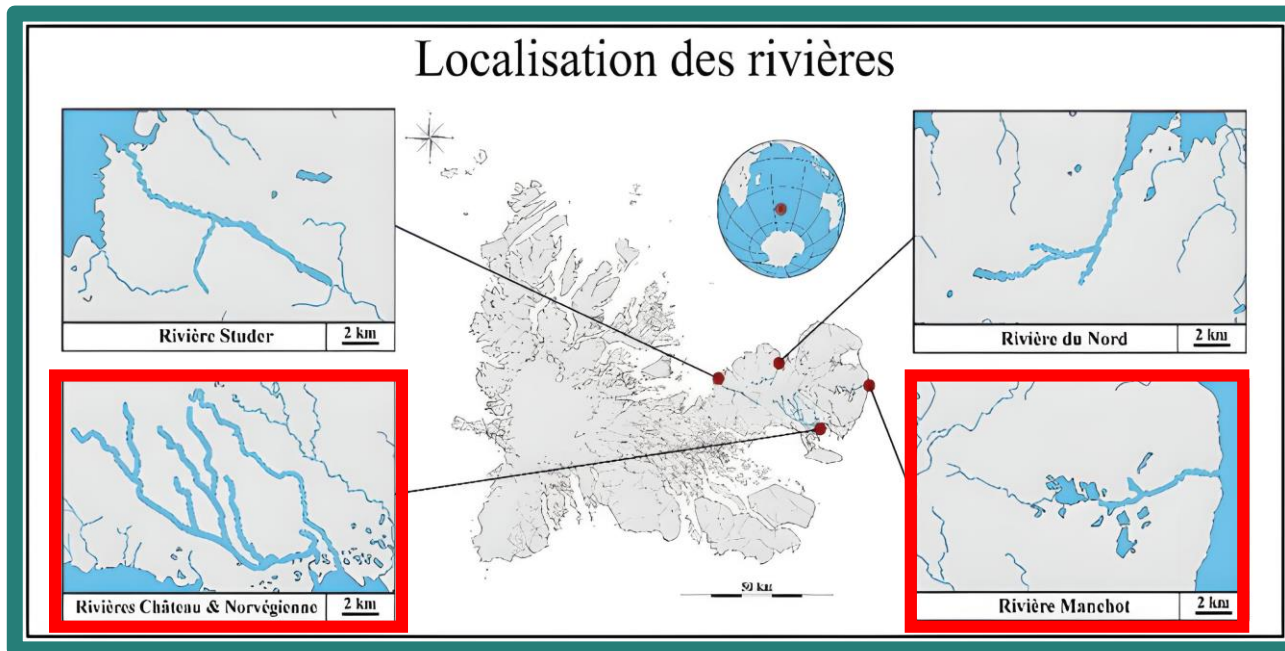 Localisation des rivières
Rivière Studer
2 km
Rivière du Nord
2 km
Rivières Château & Norvégienne
2 km
50 km
Rivière Manchot
2 km